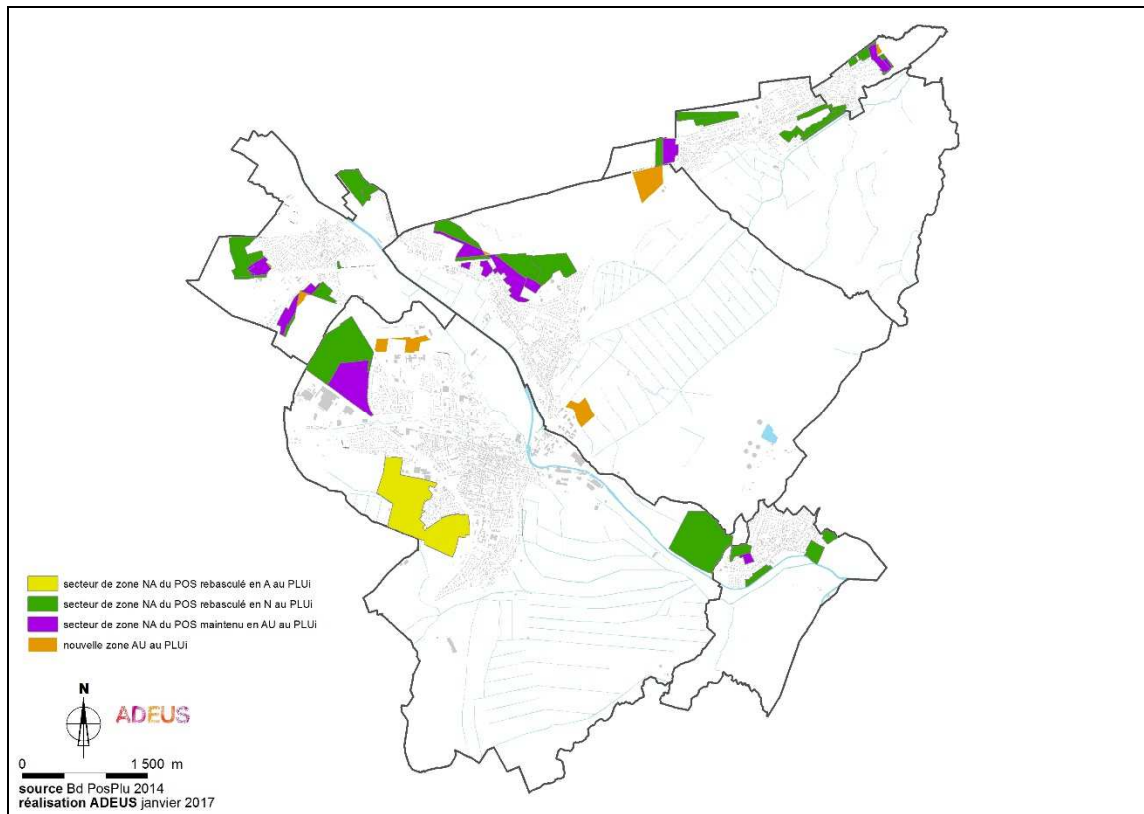 secteur de zone NA du POS rebasculé en A au PLUi
secteur de zone NA du POS rebasculé en N au PLUi
secteur de zone NA du POS maintenu en AU au PLUi
nouvelle zone AU au PLUi
N
ADEUS
0 1 500 m
source Bd PosPlu 2014
réalisation ADEUS janvier 2017